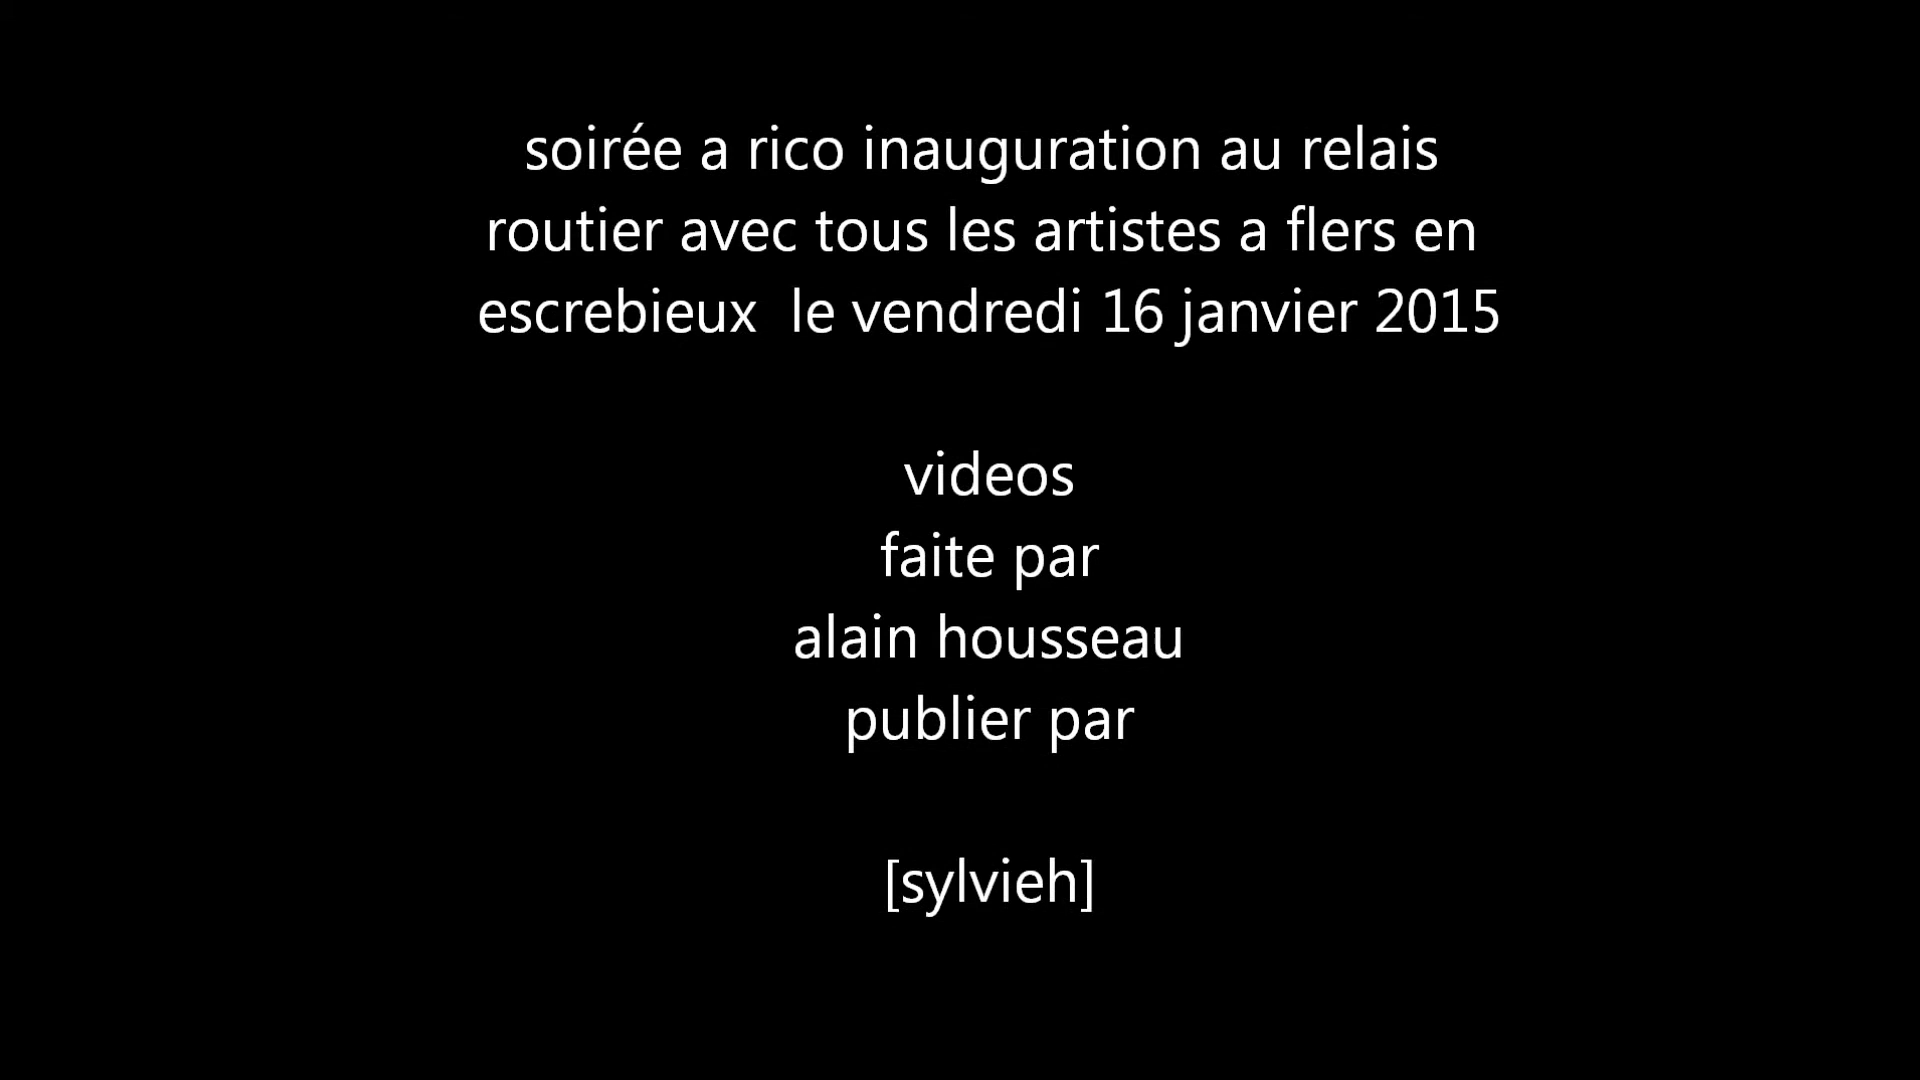 soirée a rico inauguration au relais
routier avec tous les artistes a flers en
escrebieux  le vendredi 16 janvier 2015
videos
faite par
alain housseau
publier par
[sylvieh]